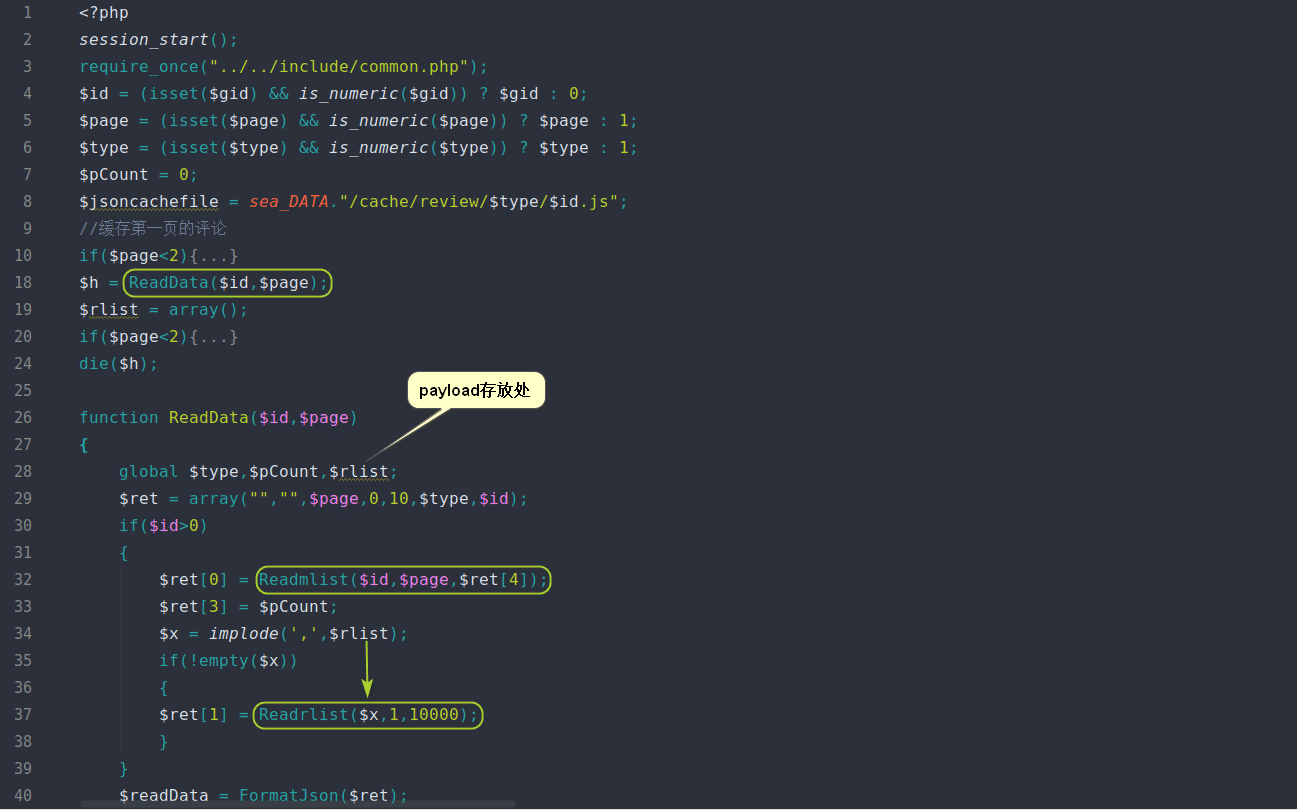 1 <?php
2 session_start();
3 require_once("../../include/common.php");
4 $id = (isset($gid) && is_numeric($gid)) ? $gid : 0;
5 $page = (isset($page) && is_numeric($page)) ? $page : 1;
6 $type = (isset($type) && is_numeric($type)) ? $type : 1;
7 $pCount = 0;
8 $jsoncachefile = sea_DATA."/cache/review/$type/$id.js";
9 //缓存第一页的评论
10 if($page<2){...}
18 $h = ReadData($id,$page);
19 $rlist = array();
20 if($page<2){...}
24 die($h);
25
payload存放处
26 function ReadData($id,$page)
27 {
28 global $type,$pCount,$rlist;
29 $ret = array("","",$page,0,10,$type,$id);
30 if($id>0)
31 {
32 $ret[0] = Readmlist($id,$page,$ret[4]);
33 $ret[3] = $pCount;
34 $x = implode(',',$rlist);
35 if(!empty($x))
36 {
37 $ret[1] = Readrlist($x,1,10000);
38 }
39 }
40 $readData = FormatJson($ret);